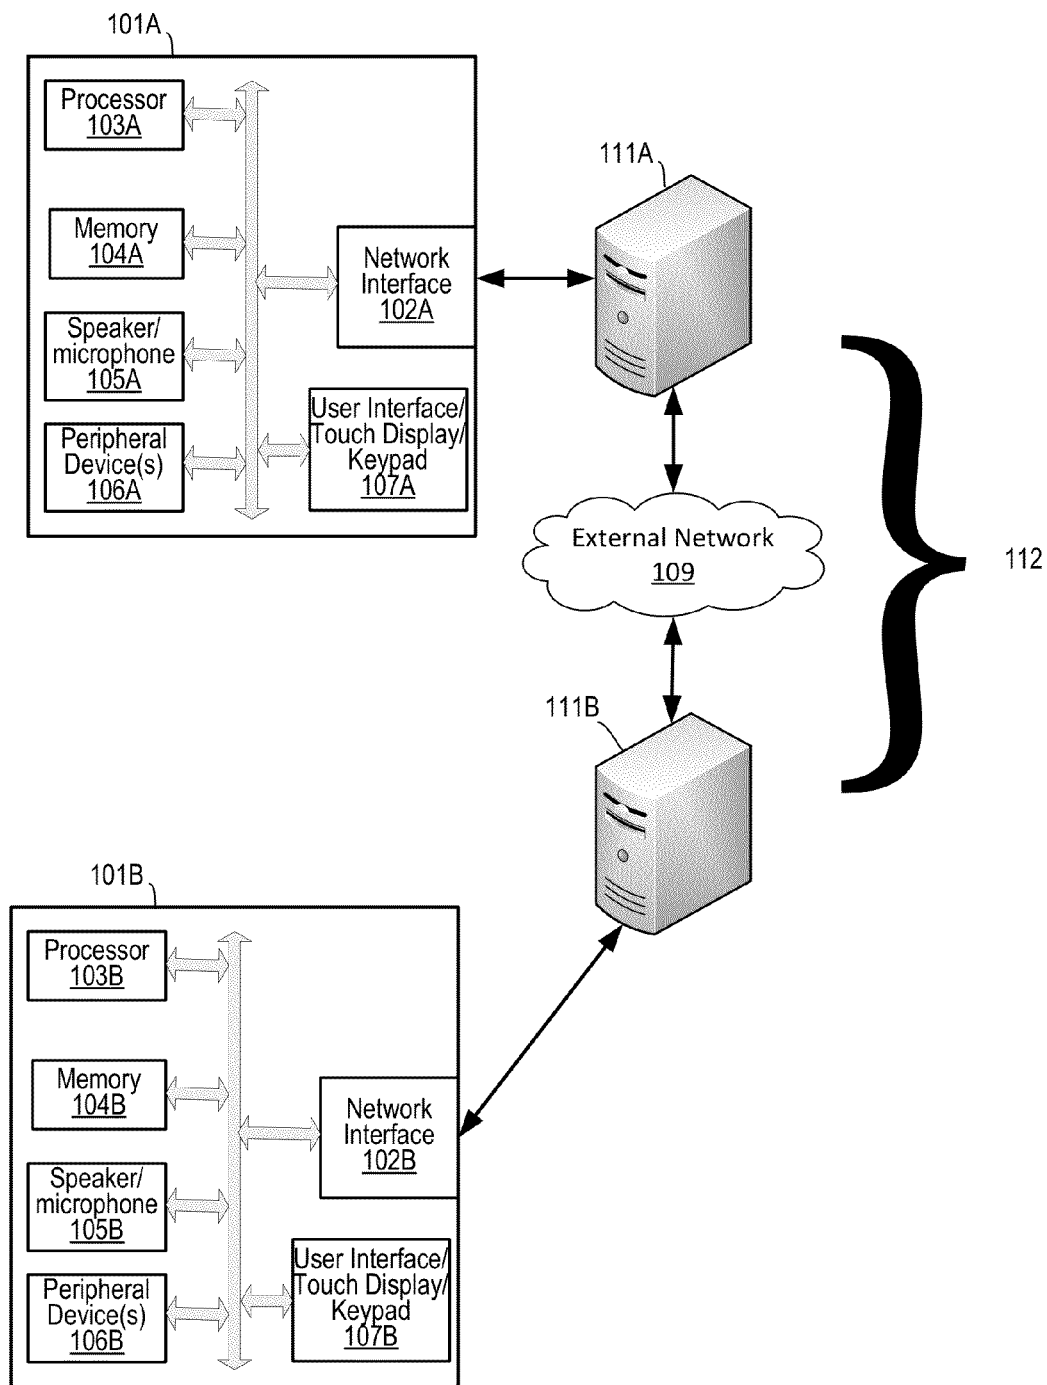 101A
Processor
103A
Memory
104A
Speaker/
microphone
105A
Peripheral
Device(s)
106A
Network
Interface
102A
User Interface/
Touch Display/
Keypad
107A
111A
External Network
109
112
111B
101B
Processor
103B
Memory
104B
Speaker/
microphone
105B
Peripheral
Device(s)
106B
Network
Interface
102B
User Interface/
Touch Display/
Keypad
107B